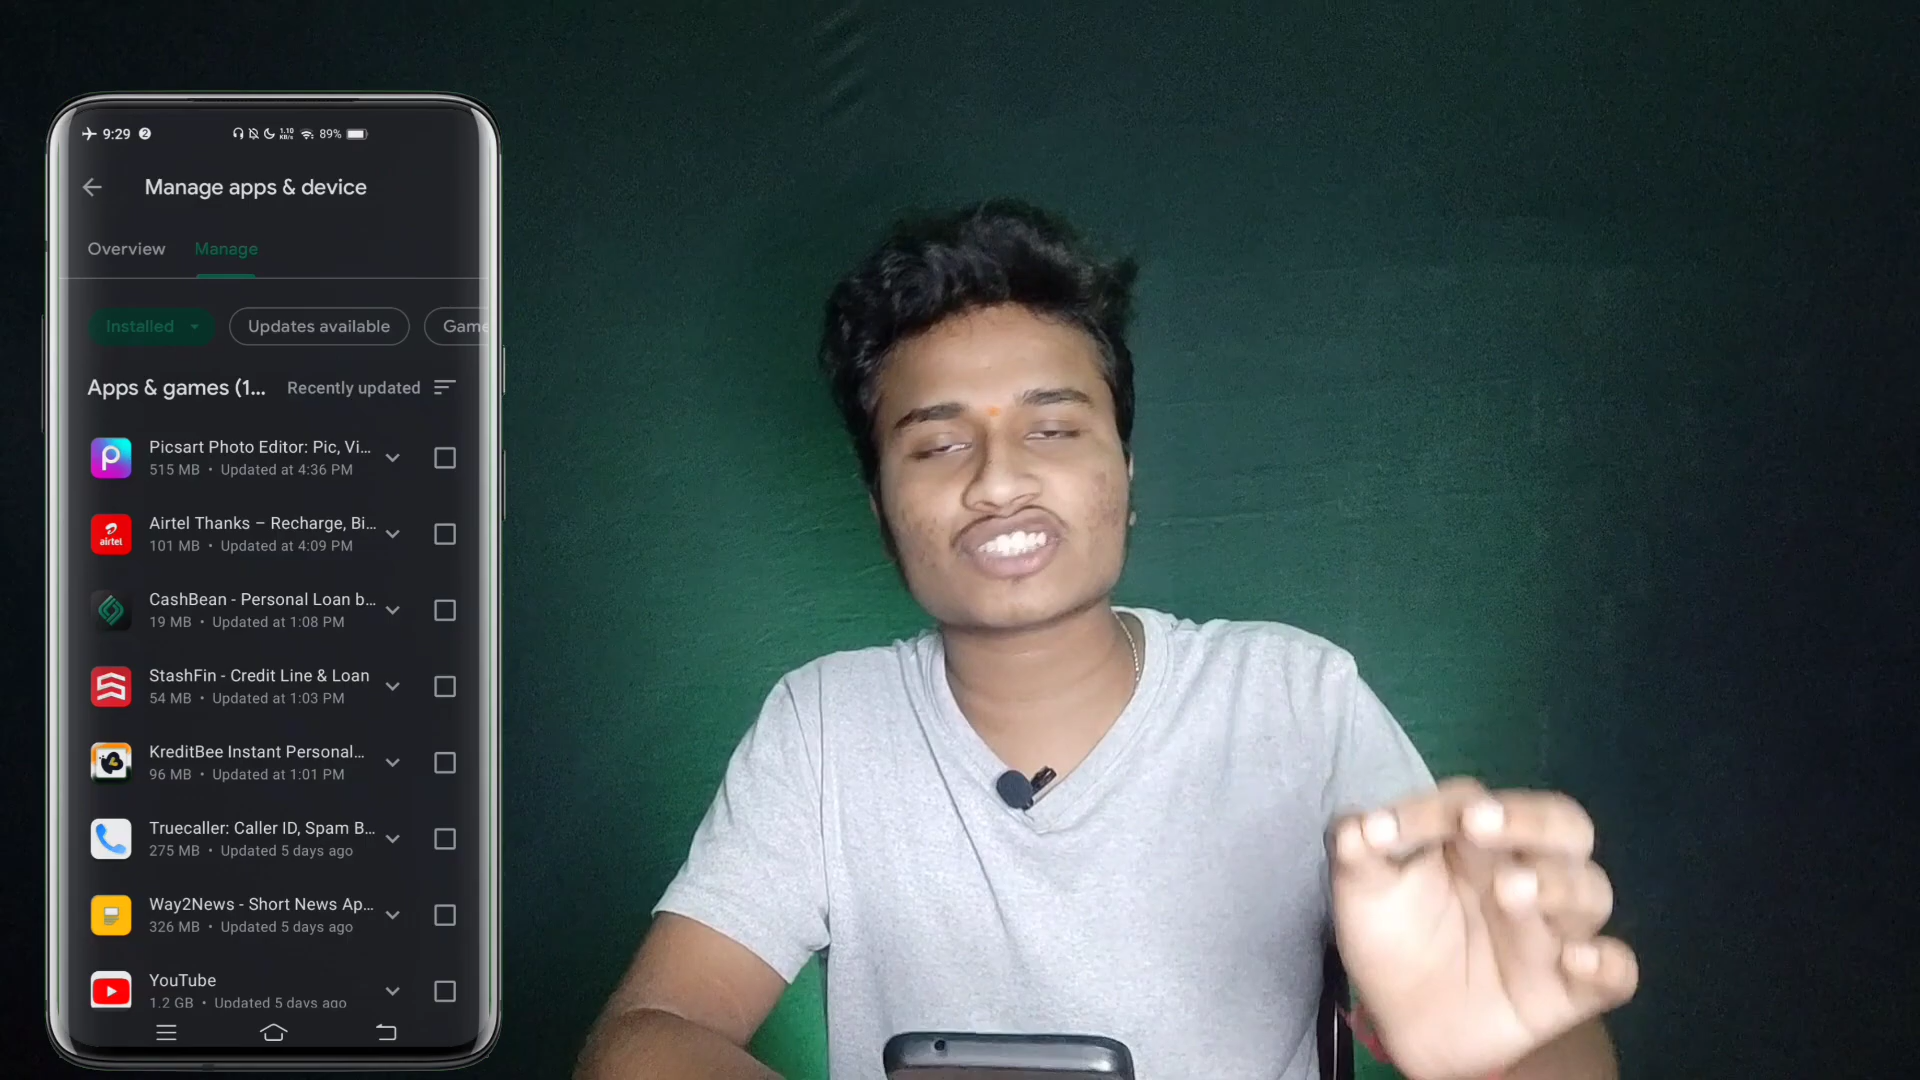 9:29 2 1.10 KB/s 89%
Manage apps & device
Overview Manage
Installed Updates available Game
Apps & games (1... Recently updated
Picsart Photo Editor: Pic, Vi...
515 MB • Updated at 4:36 PM
airtel
Airtel Thanks – Recharge, Bi...
101 MB • Updated at 4:09 PM
CashBean - Personal Loan b...
19 MB • Updated at 1:08 PM
StashFin - Credit Line & Loan
54 MB • Updated at 1:03 PM
KreditBee Instant Personal...
96 MB • Updated at 1:01 PM
Truecaller: Caller ID, Spam B...
275 MB • Updated 5 days ago
Way2News - Short News Ap...
326 MB • Updated 5 days ago
YouTube
1.2 GB • Updated 5 days ago